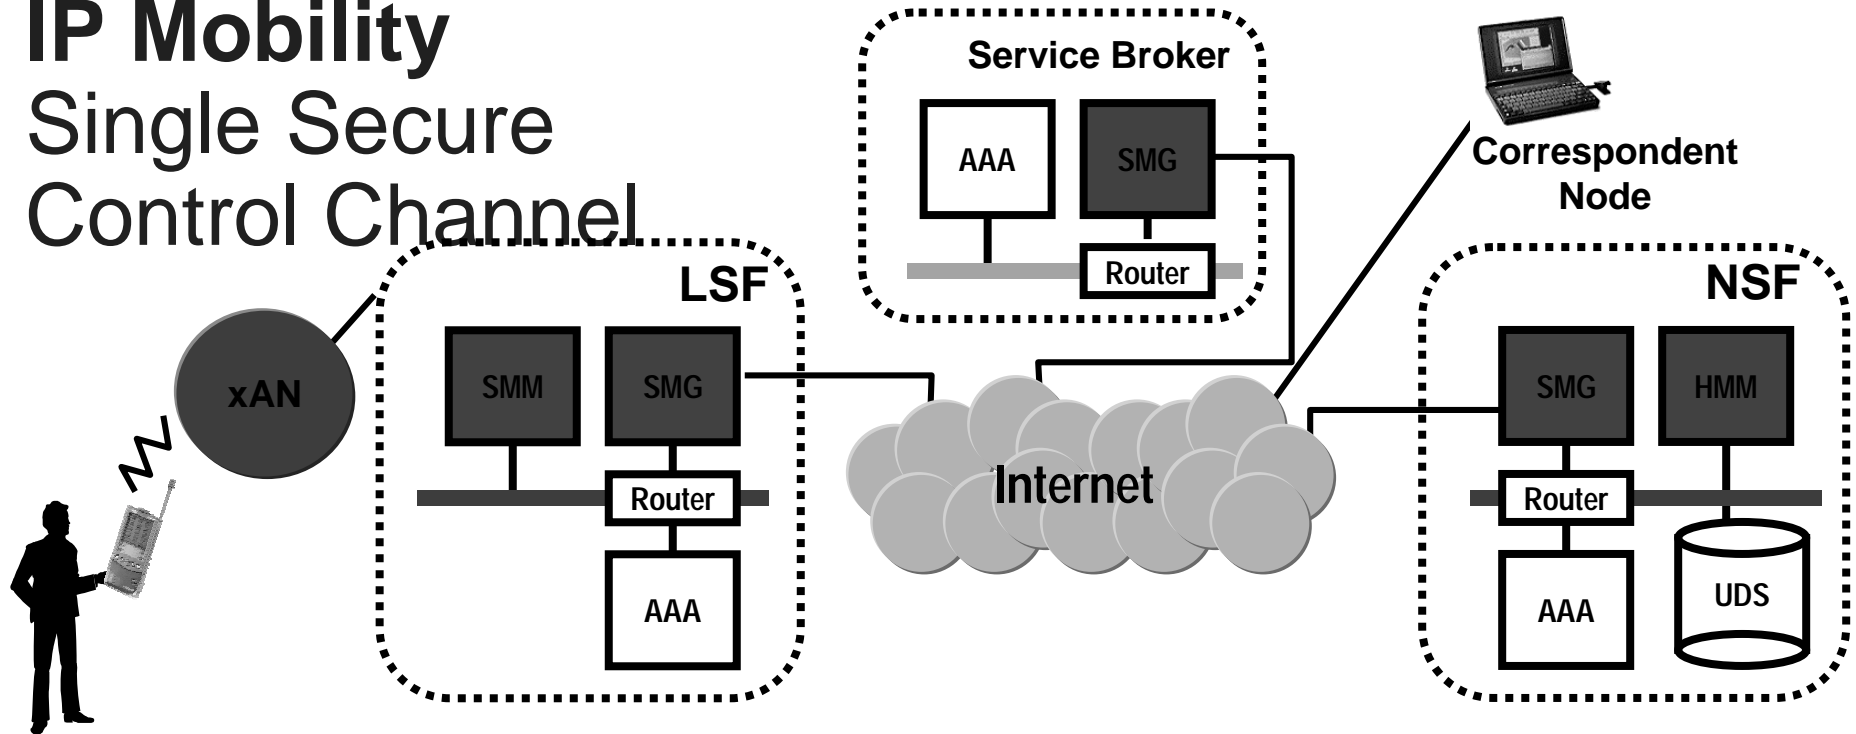 IP Mobility
Single Secure
Control Channel
Service Broker
AAA
SMG
Router
Correspondent
Node
LSF
SMM
SMG
Router
AAA
xAN
Internet
NSF
SMG
HMM
Router
AAA
UDS